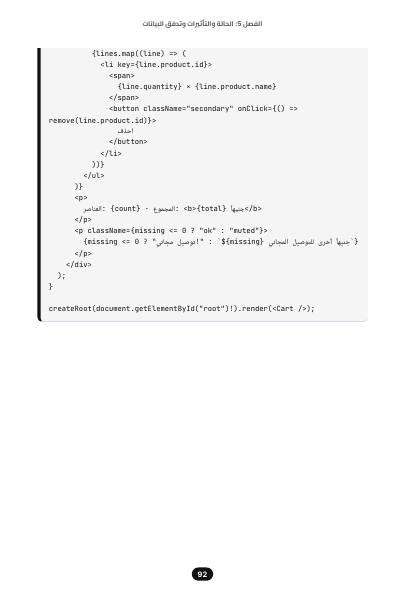 الفصل 5: الحالة والتأثيرات وتدفق البيانات
{lines.map((line) => (
<li key={line.product.id}>
<span>
{line.quantity} × {line.product.name}
</span>
<button className="secondary" onClick={() =>
remove(line.product.id)}>
احذف
</button>
</li>
))}
</ul>
)}
<p>
العناصر: {count} · المجموع: <b>{total} جنيهاً</b>
</p>
<p className={missing <= 0 ? "ok" : "muted"}>
{missing <= 0 ? "توصيل مجاني!" : `${missing} جنيهاً أخرى للتوصيل المجاني`}
</p>
</div>
);
}
createRoot(document.getElementById("root")!).render(<Cart />);
92